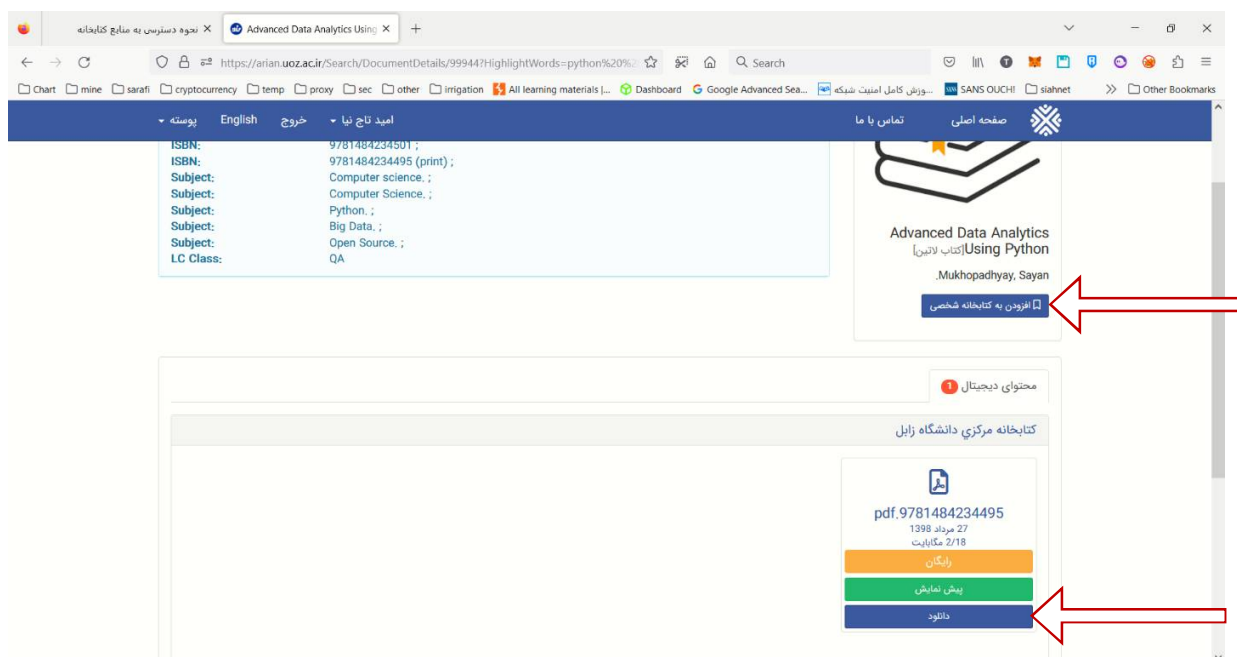 نحوه دسترسی به منابع کتابخانه
Advanced Data Analytics Using
https://arian.uoz.ac.ir/Search/DocumentDetails/99944?HighlightWords=python%20%2
Search
Chart mine sarafi cryptocurrency temp proxy sec other irrigation All learning materials |... Dashboard Google Advanced Sea... ...وزش کامل امنیت شبکه SANS OUCH! siahnet Other Bookmarks
صفحه اصلی تماس با ما امید تاج نیا خروج English پوسته
ISBN: 9781484234501 ;
ISBN: 9781484234495 (print) ;
Subject: Computer science. ;
Subject: Computer Science. ;
Subject: Python. ;
Subject: Big Data. ;
Subject: Open Source. ;
LC Class: QA
Advanced Data Analytics
Using Python[کتاب لاتین]
.Mukhopadhyay, Sayan
افزودن به کتابخانه شخصی
محتوای دیجیتال 1
کتابخانه مرکزي دانشگاه زابل
pdf.9781484234495
27 مرداد 1398
2/18 مگابایت
رایگان
پیش نمایش
دانلود